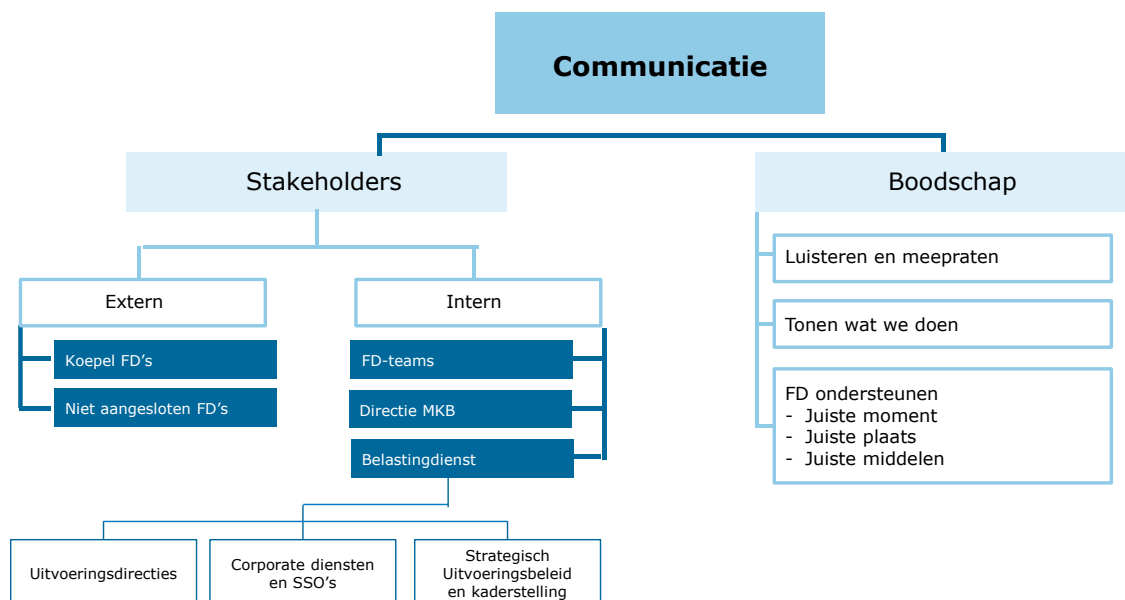 Communicatie
Stakeholders
Boodschap
Extern
Koepel FD's
Niet aangesloten FD's
Intern
FD-teams
Directie MKB
Belastingdienst
Uitvoeringsdirecties
Corporate diensten
en SSO's
Strategisch
Uitvoeringsbeleid
en kaderstelling
Luisteren en meepraten
Tonen wat we doen
FD ondersteunen
- Juiste moment
- Juiste plaats
- Juiste middelen